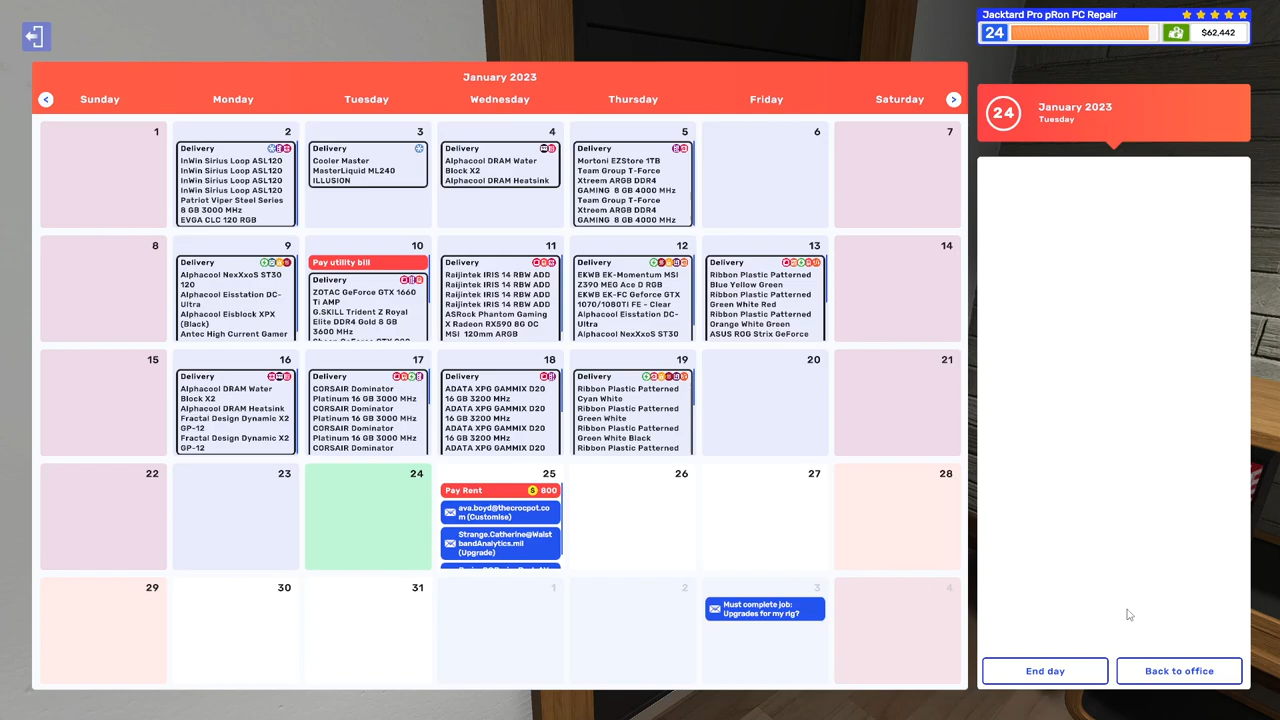 Jacktard Pro pRon PC Repair
24
$62,442
January 2023
Sunday
Monday
Tuesday
Wednesday
Thursday
Friday
Saturday
<
>
24
January 2023
Tuesday
1
2
Delivery
InWin Sirius Loop ASL120
InWin Sirius Loop ASL120
InWin Sirius Loop ASL120
InWin Sirius Loop ASL120
Patriot Viper Steel Series
8 GB 3000 MHz
EVGA CLC 120 RGB
3
Delivery
Cooler Master
MasterLiquid ML240
ILLUSION
4
Delivery
Alphacool DRAM Water
Block X2
Alphacool DRAM Heatsink
5
Delivery
Mortoni EZStore 1TB
Team Group T-Force
Xtreem ARGB DDR4
GAMING 8 GB 4000 MHz
Team Group T-Force
Xtreem ARGB DDR4
GAMING 8 GB 4000 MHz
6
7
8
9
Delivery
Alphacool NexXxoS ST30
120
Alphacool Eisstation DC-
Ultra
Alphacool Eisblock XPX
(Black)
Antec High Current Gamer
10
Pay utility bill
Delivery
ZOTAC GeForce GTX 1660
Ti AMP
G.SKILL Trident Z Royal
Elite DDR4 Gold 8 GB
3600 MHz
11
Delivery
Raijintek IRIS 14 RBW ADD
Raijintek IRIS 14 RBW ADD
Raijintek IRIS 14 RBW ADD
Raijintek IRIS 14 RBW ADD
ASRock Phantom Gaming
X Radeon RX590 8G OC
MSI 120mm ARGB
12
Delivery
EKWB EK-Momentum MSI
Z390 MEG Ace D RGB
EKWB EK-FC Geforce GTX
1070/1080Ti FE - Clear
Alphacool Eisstation DC-
Ultra
Alphacool NexXxoS ST30
13
Delivery
Ribbon Plastic Patterned
Blue Yellow Green
Ribbon Plastic Patterned
Green White Red
Ribbon Plastic Patterned
Orange White Green
ASUS ROG Strix GeForce
14
15
16
Delivery
Alphacool DRAM Water
Block X2
Alphacool DRAM Heatsink
Fractal Design Dynamic X2
GP-12
Fractal Design Dynamic X2
GP-12
17
Delivery
CORSAIR Dominator
Platinum 16 GB 3000 MHz
CORSAIR Dominator
Platinum 16 GB 3000 MHz
CORSAIR Dominator
Platinum 16 GB 3000 MHz
CORSAIR Dominator
18
Delivery
ADATA XPG GAMMIX D20
16 GB 3200 MHz
ADATA XPG GAMMIX D20
16 GB 3200 MHz
ADATA XPG GAMMIX D20
16 GB 3200 MHz
ADATA XPG GAMMIX D20
19
Delivery
Ribbon Plastic Patterned
Cyan White
Ribbon Plastic Patterned
Green White
Ribbon Plastic Patterned
Green White Black
Ribbon Plastic Patterned
20
21
22
23
24
25
Pay Rent $ 800
ava.boyd@thecrocpot.co
m (Customise)
Strange.Catherine@Waist
bandAnalytics.mil
(Upgrade)
26
27
28
29
30
31
1
2
3
Must complete job:
Upgrades for my rig?
4
End day
Back to office